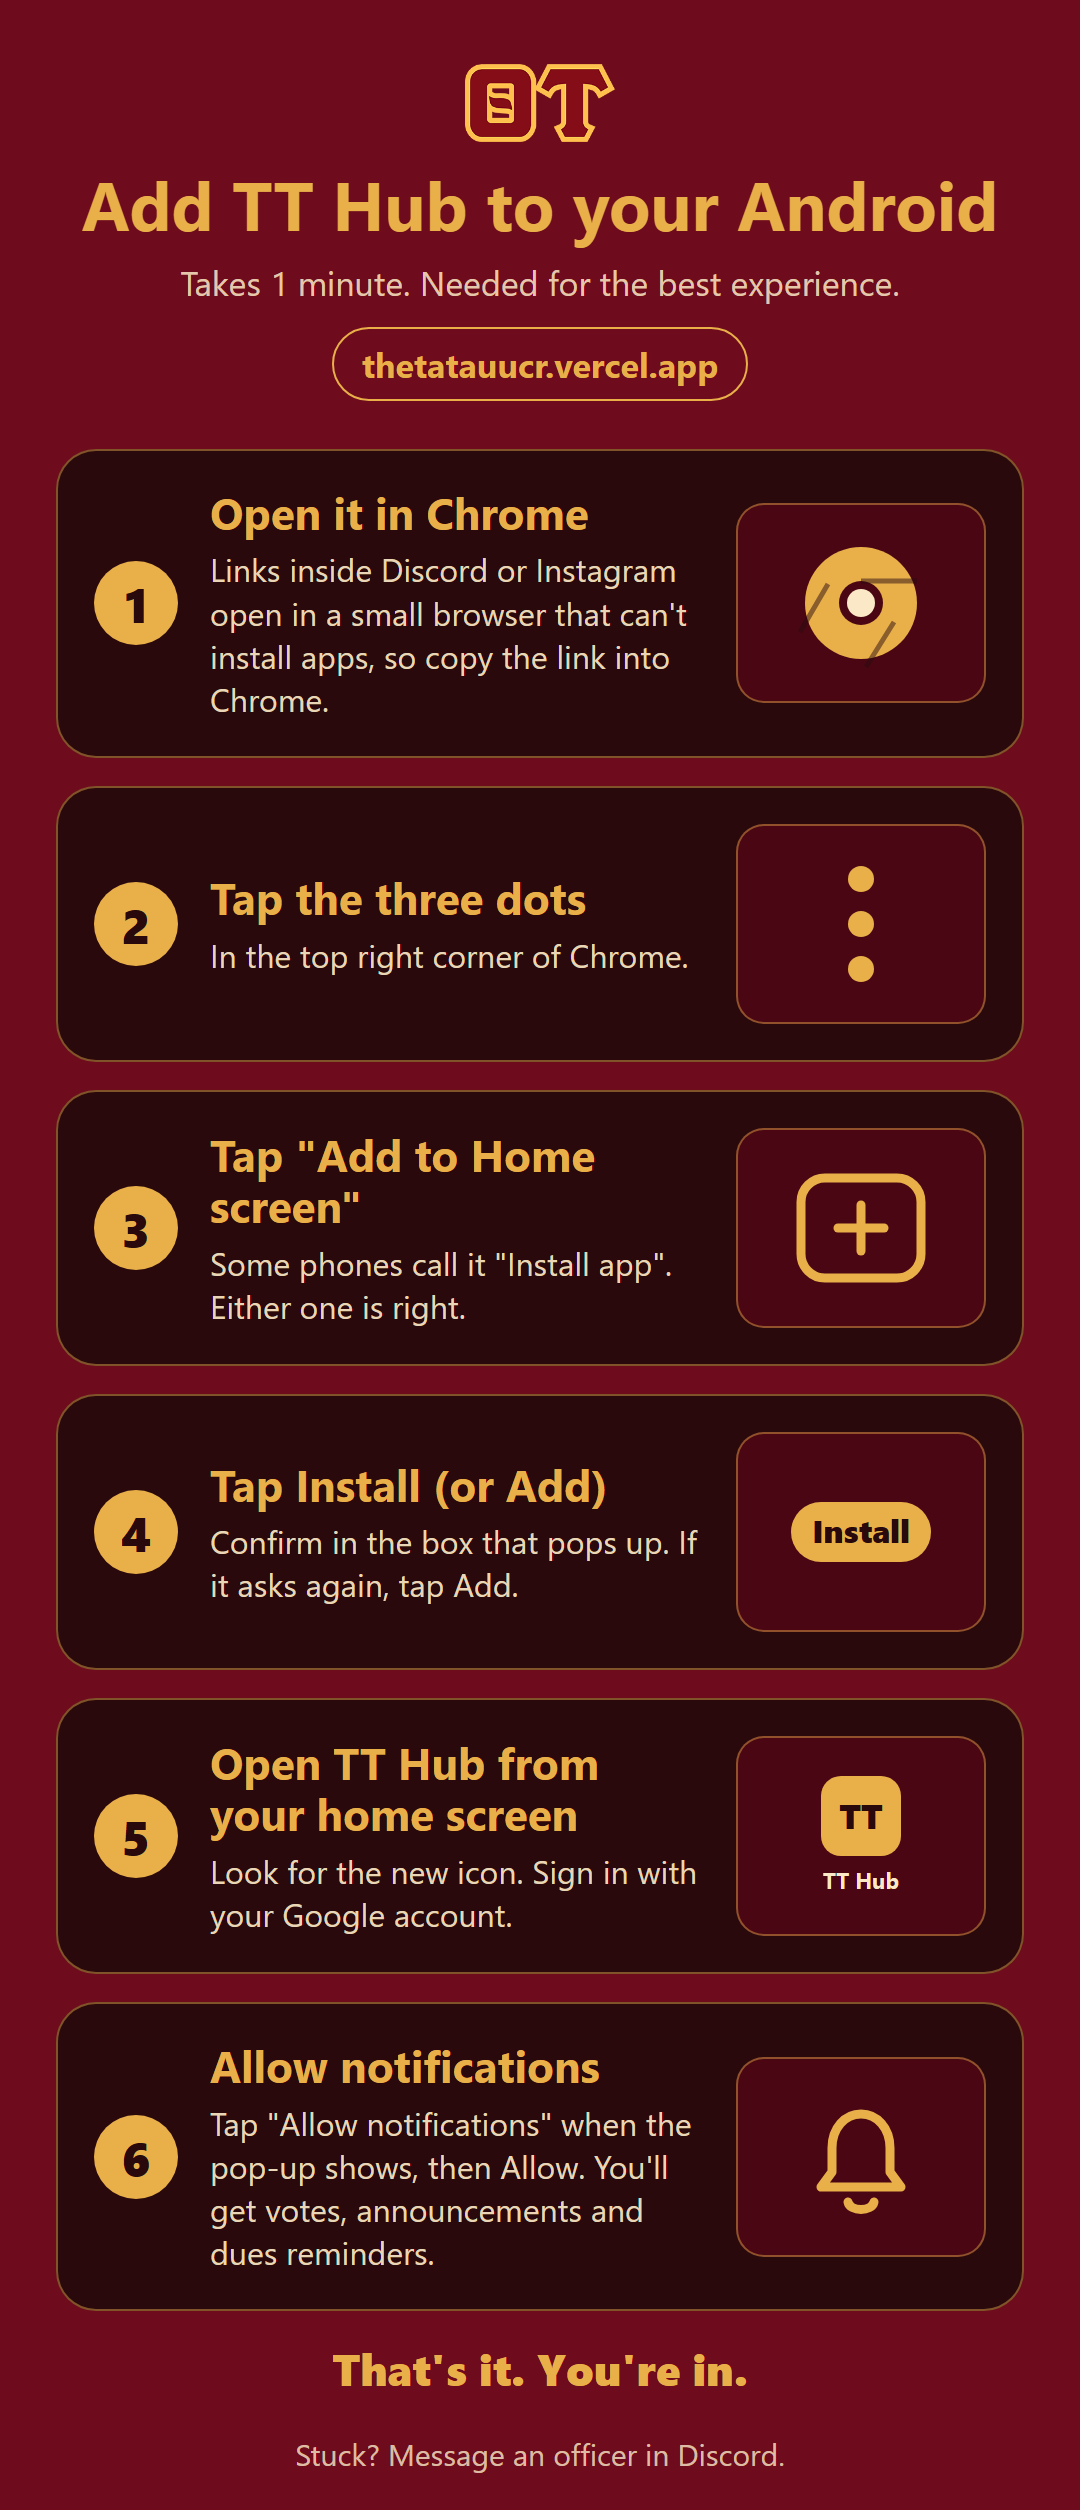 Add TT Hub to your Android
Takes 1 minute. Needed for the best experience.
thetatauucr.vercel.app
1
Open it in Chrome
Links inside Discord or Instagram
open in a small browser that can't
install apps, so copy the link into
Chrome.
2
Tap the three dots
In the top right corner of Chrome.
3
Tap "Add to Home
screen"
Some phones call it "Install app".
Either one is right.
4
Tap Install (or Add)
Confirm in the box that pops up. If
it asks again, tap Add.
Install
5
Open TT Hub from
your home screen
Look for the new icon. Sign in with
your Google account.
TT
TT Hub
6
Allow notifications
Tap "Allow notifications" when the
pop-up shows, then Allow. You'll
get votes, announcements and
dues reminders.
That's it. You're in.
Stuck? Message an officer in Discord.